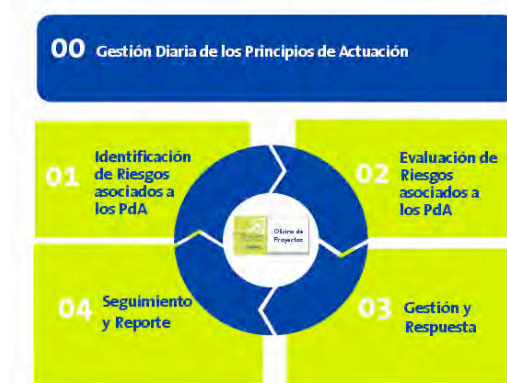 00 Gestión Diaria de los Principios de Actuación
01 Identificación
de Riesgos
asociados a
los PdA
02 Evaluación de
Riesgos
asociados a
los PdA
Oficina de
Proyectos
04 Seguimiento
y Reporte
03 Gestión y
Respuesta